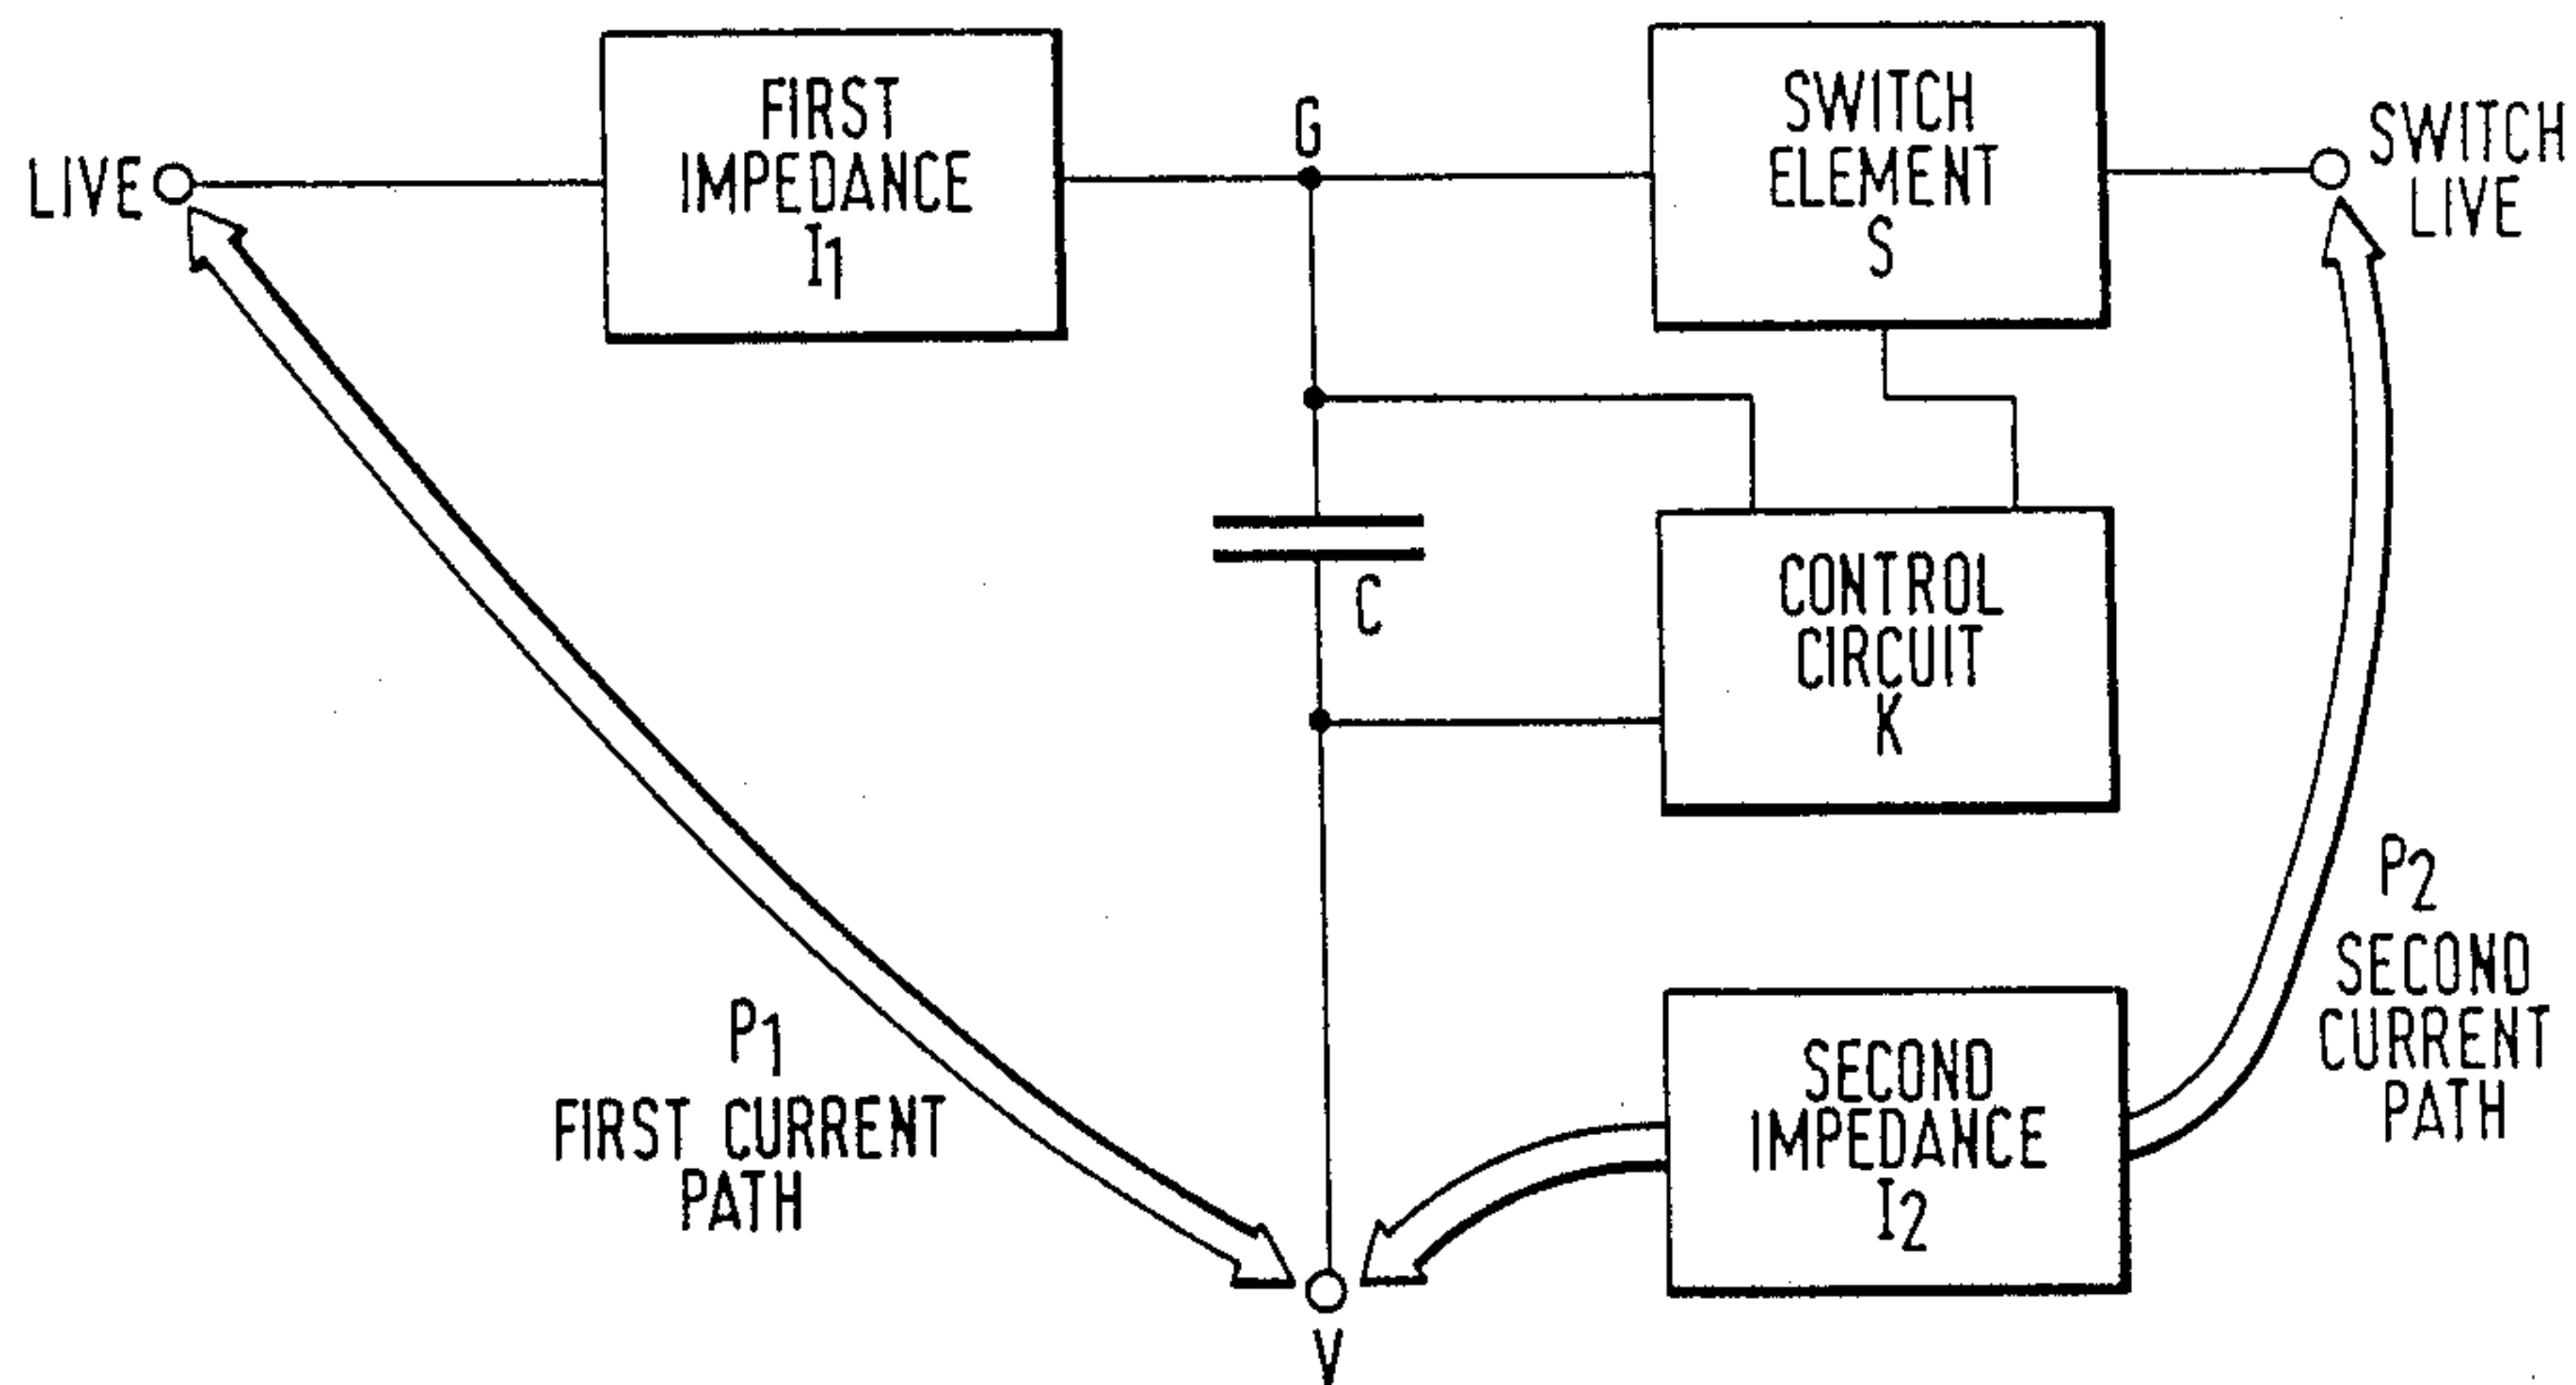 LIVE
FIRST
IMPEDANCE
I1
G
SWITCH
ELEMENT
S
SWITCH
LIVE
C
CONTROL
CIRCUIT
K
P1
FIRST CURRENT
PATH
SECOND
IMPEDANCE
I2
P2
SECOND
CURRENT
PATH
V